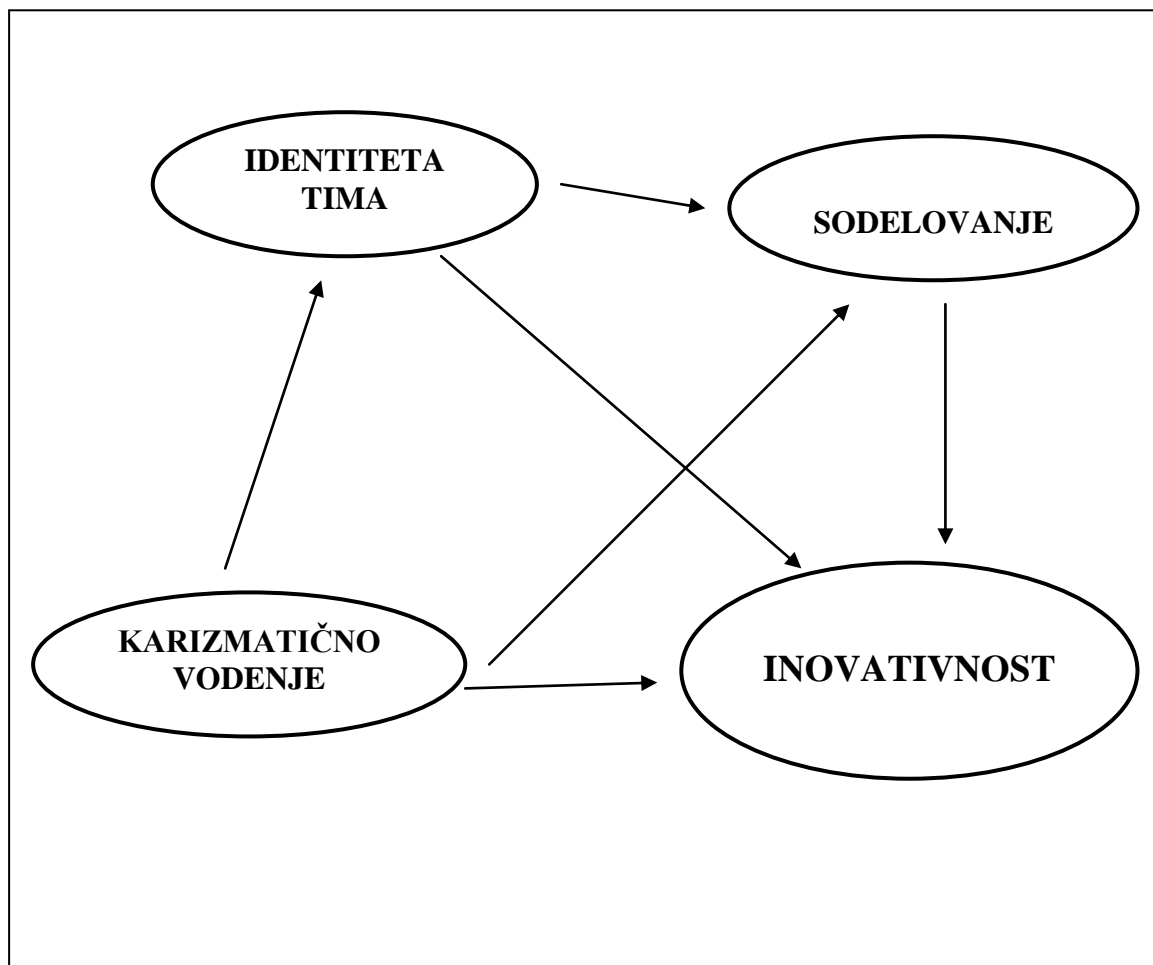 IDENTITETA
TIMA
SODELOVANJE
KARIZMATIČNO
VODENJE
INOVATIVNOST